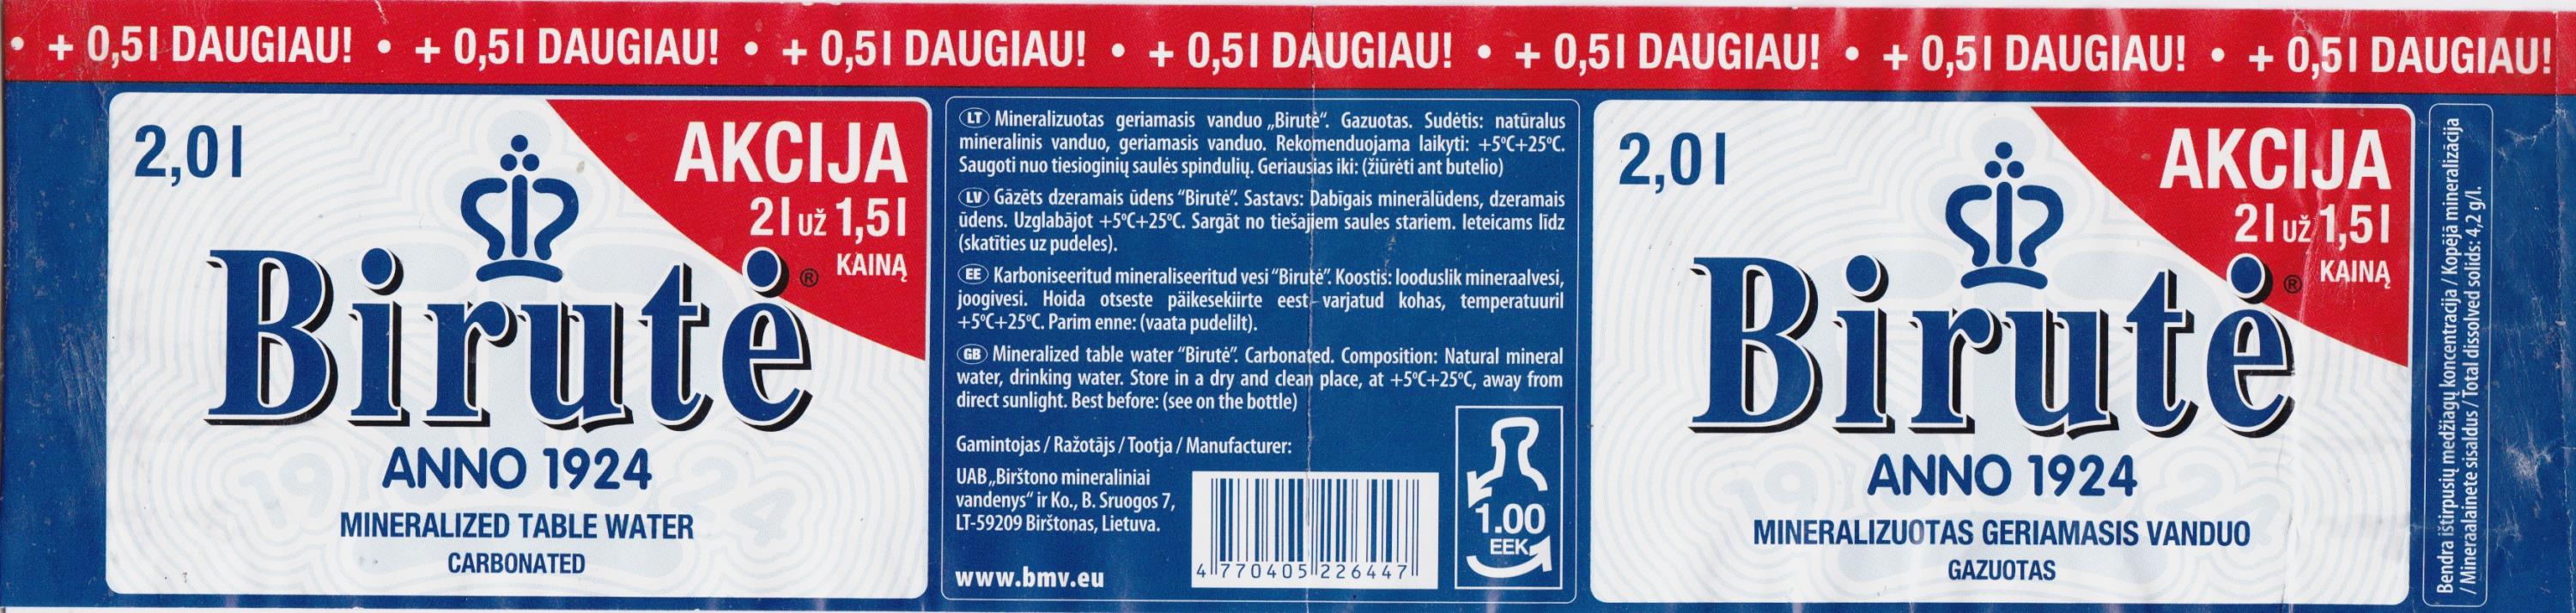 • + 0,5l DAUGIAU! • + 0,5l DAUGIAU! • + 0,5l DAUGIAU! • + 0,5l DAUGIAU! • + 0,5l DAUGIAU! • + 0,5l DAUGIAU! • + 0,5l DAUGIAU!
2,0 l
AKCIJA
2l už 1,5l
KAINĄ
Birutė®
ANNO 1924
19 24
MINERALIZED TABLE WATER
CARBONATED
LT Mineralizuotas geriamasis vanduo „Birutė“. Gazuotas. Sudėtis: natūralus
mineralinis vanduo, geriamasis vanduo. Rekomenduojama laikyti: +5°C+25°C.
Saugoti nuo tiesioginių saulės spindulių. Geriausias iki: (žiūrėti ant butelio)
LV Gāzēts dzeramais ūdens “Birutė”. Sastavs: Dabīgais minerālūdens, dzeramais
ūdens. Uzglabājot +5°C+25°C. Sargāt no tiešajiem saules stariem. Ieteicams līdz
(skatīties uz pudeles).
EE Karboniseeritud mineraliseeritud vesi “Birutė”. Koostis: looduslik mineraalvesi,
joogivesi. Hoida otseste päikesekiirte eest varjatud kohas, temperatuuril
+5°C+25°C. Parim enne: (vaata pudelilt).
GB Mineralized table water “Birutė”. Carbonated. Composition: Natural mineral
water, drinking water. Store in a dry and clean place, at +5°C+25°C, away from
direct sunlight. Best before: (see on the bottle)
Gamintojas / Ražotājs / Tootja / Manufacturer:
UAB „Birštono mineraliniai
vandenys“ ir Ko., B. Sruogos 7,
LT-59209 Birštonas, Lietuva.
www.bmv.eu
4 770405 226447
1.00
EEK
2,0 l
AKCIJA
2l už 1,5l
KAINĄ
Birutė®
ANNO 1924
19 24
MINERALIZUOTAS GERIAMASIS VANDUO
GAZUOTAS
Bendra ištirpusių medžiagų koncentracija / Kopējā mineralizācija
/ Mineraalainete sisaldus / Total dissolved solids: 4,2 g/l.